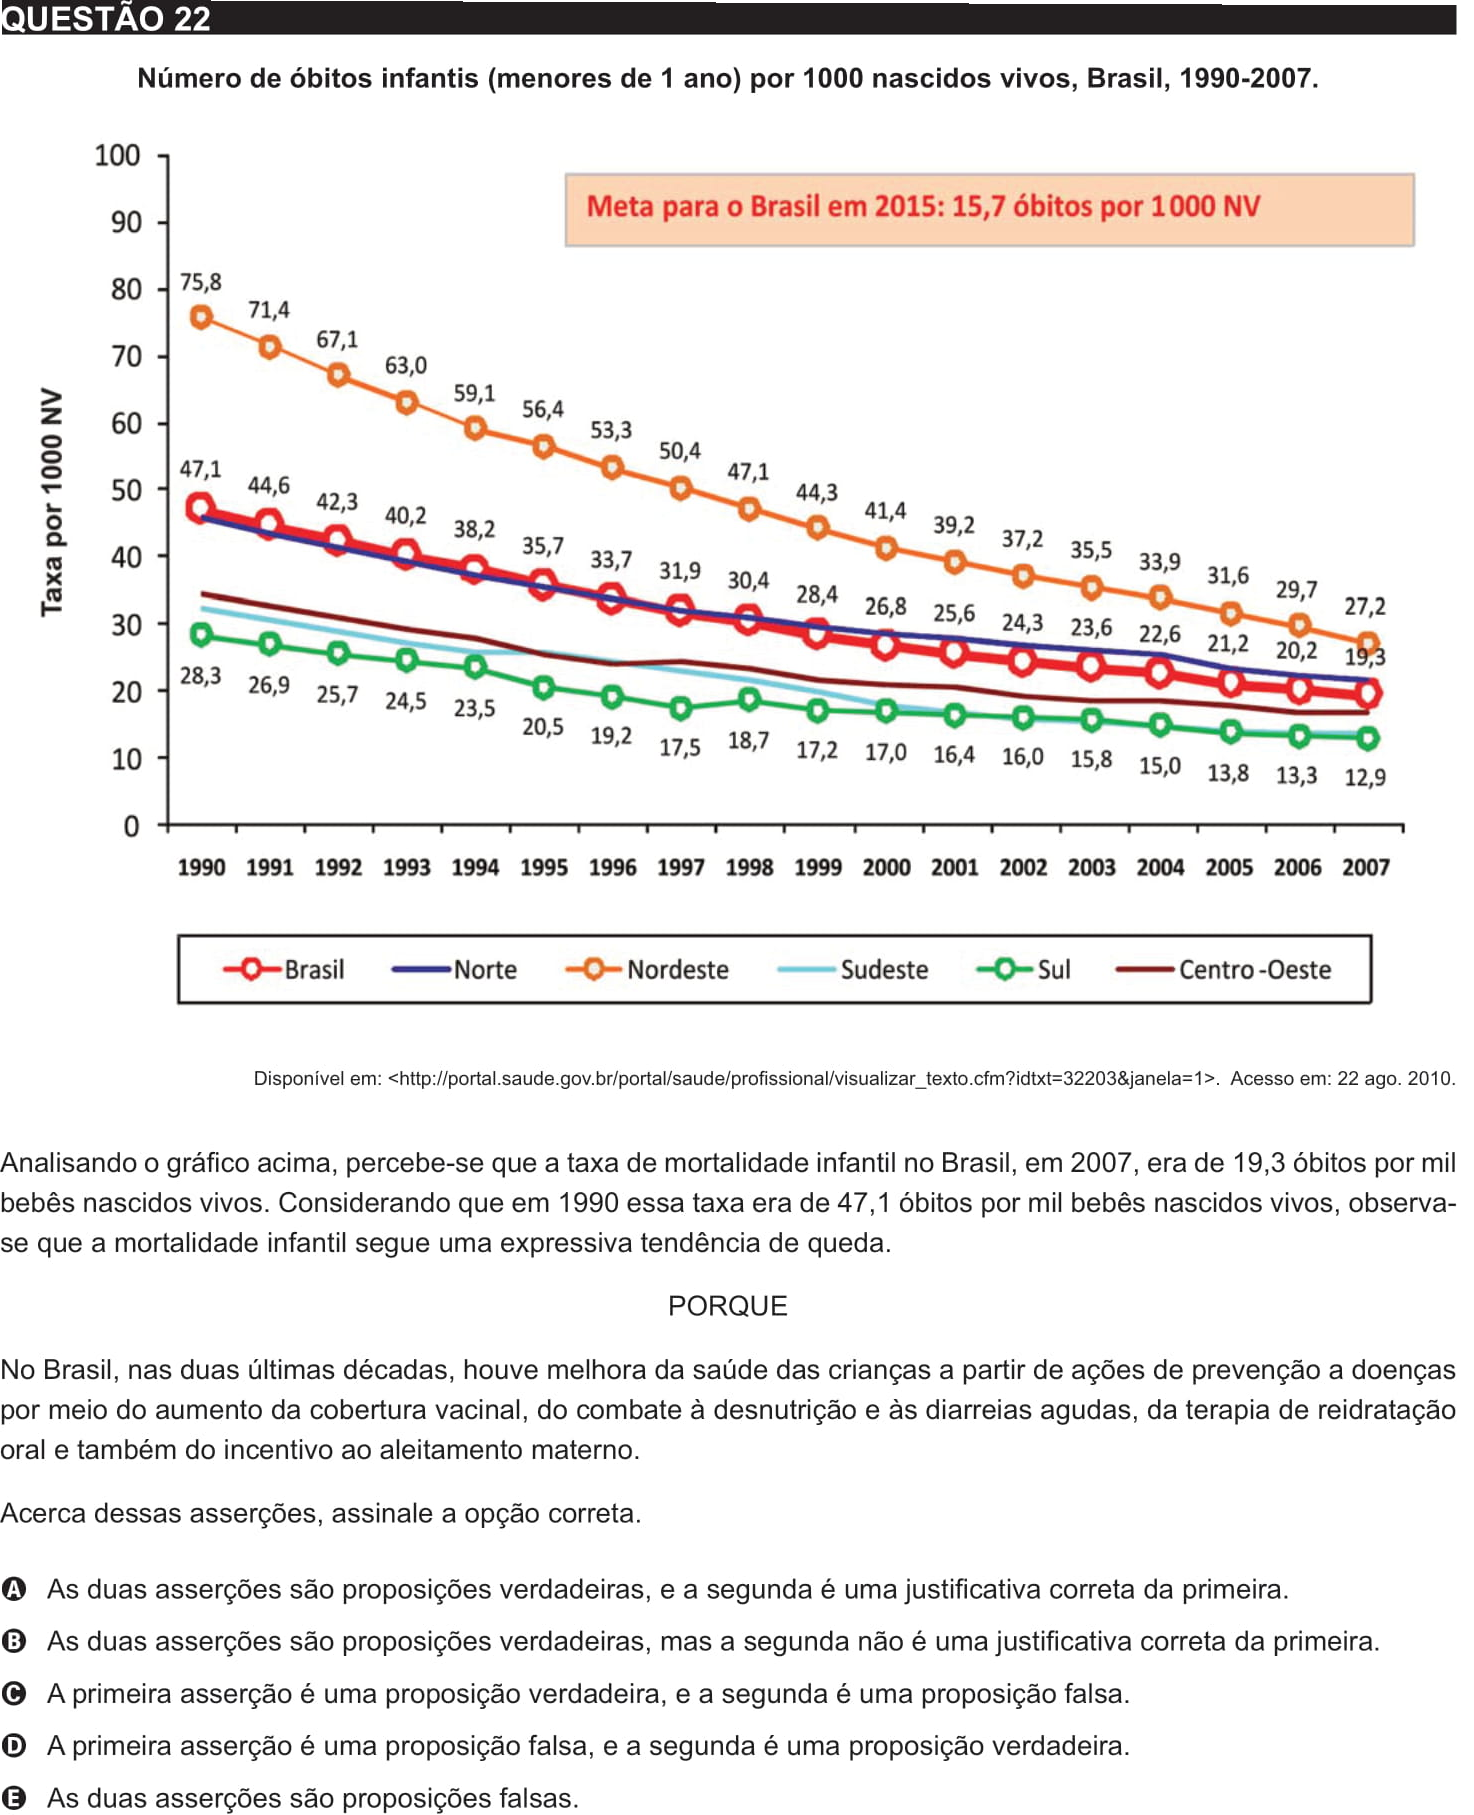 QUESTÃO 22
Número de óbitos infantis (menores de 1 ano) por 1000 nascidos vivos, Brasil, 1990-2007.
Taxa por 1000 NV
100
90
80
70
60
50
40
30
20
10
0
Meta para o Brasil em 2015: 15,7 óbitos por 1000 NV
75,8 71,4 67,1 63,0 59,1 56,4 53,3 50,4 47,1 44,3 41,4 39,2 37,2 35,5 33,9 31,6 29,7 27,2
47,1 44,6 42,3 40,2 38,2 35,7 33,7 31,9 30,4 28,4 26,8 25,6 24,3 23,6 22,6 21,2 20,2 19,3
28,3 26,9 25,7 24,5 23,5 20,5 19,2 17,5 18,7 17,2 17,0 16,4 16,0 15,8 15,0 13,8 13,3 12,9
1990 1991 1992 1993 1994 1995 1996 1997 1998 1999 2000 2001 2002 2003 2004 2005 2006 2007
Brasil Norte Nordeste Sudeste Sul Centro-Oeste
Disponível em: <http://portal.saude.gov.br/portal/saude/profissional/visualizar_texto.cfm?idtxt=32203&janela=1>. Acesso em: 22 ago. 2010.
Analisando o gráfico acima, percebe-se que a taxa de mortalidade infantil no Brasil, em 2007, era de 19,3 óbitos por mil
bebês nascidos vivos. Considerando que em 1990 essa taxa era de 47,1 óbitos por mil bebês nascidos vivos, observa-
se que a mortalidade infantil segue uma expressiva tendência de queda.
PORQUE
No Brasil, nas duas últimas décadas, houve melhora da saúde das crianças a partir de ações de prevenção a doenças
por meio do aumento da cobertura vacinal, do combate à desnutrição e às diarreias agudas, da terapia de reidratação
oral e também do incentivo ao aleitamento materno.
Acerca dessas asserções, assinale a opção correta.
A As duas asserções são proposições verdadeiras, e a segunda é uma justificativa correta da primeira.
B As duas asserções são proposições verdadeiras, mas a segunda não é uma justificativa correta da primeira.
C A primeira asserção é uma proposição verdadeira, e a segunda é uma proposição falsa.
D A primeira asserção é uma proposição falsa, e a segunda é uma proposição verdadeira.
E As duas asserções são proposições falsas.